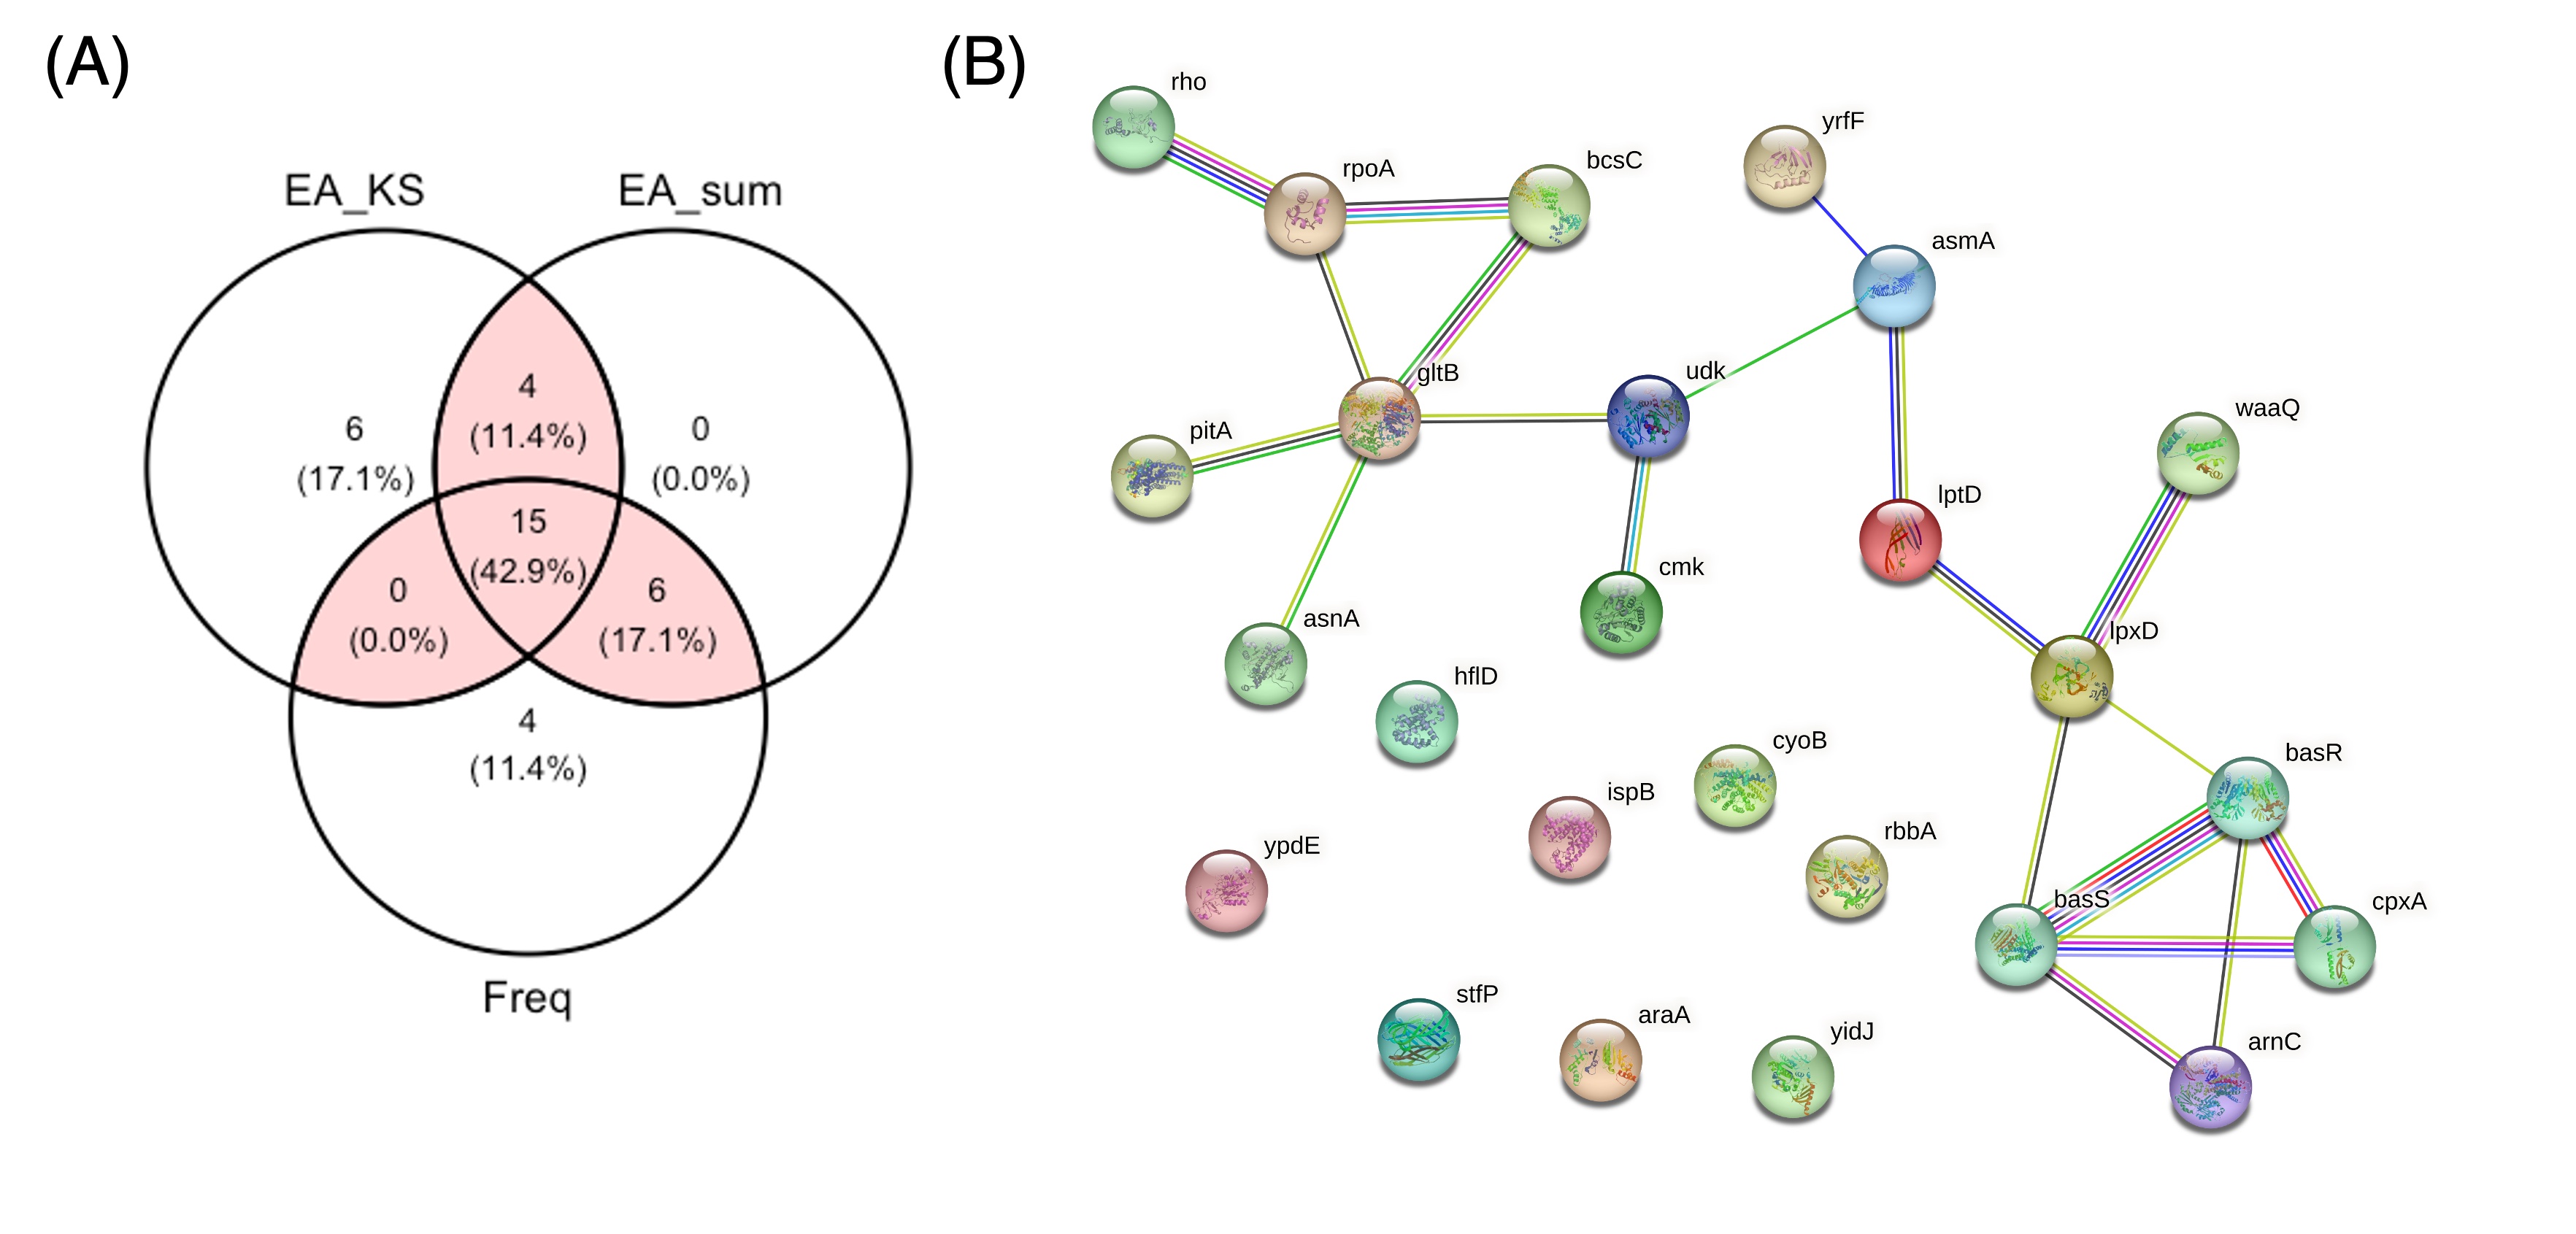 (A)
(B)
EA_KS
EA_sum
4
(11.4%)
6
(17.1%)
0
(0.0%)
15
(42.9%)
0
(0.0%)
6
(17.1%)
4
(11.4%)
Freq
rho
rpoA
bcsC
yrfF
asmA
gltB
udk
pitA
waaQ
lptD
cmk
asnA
lpxD
hflD
cyoB
basR
ispB
rbbA
ypdE
basS
cpxA
stfP
araA
yidJ
arnC